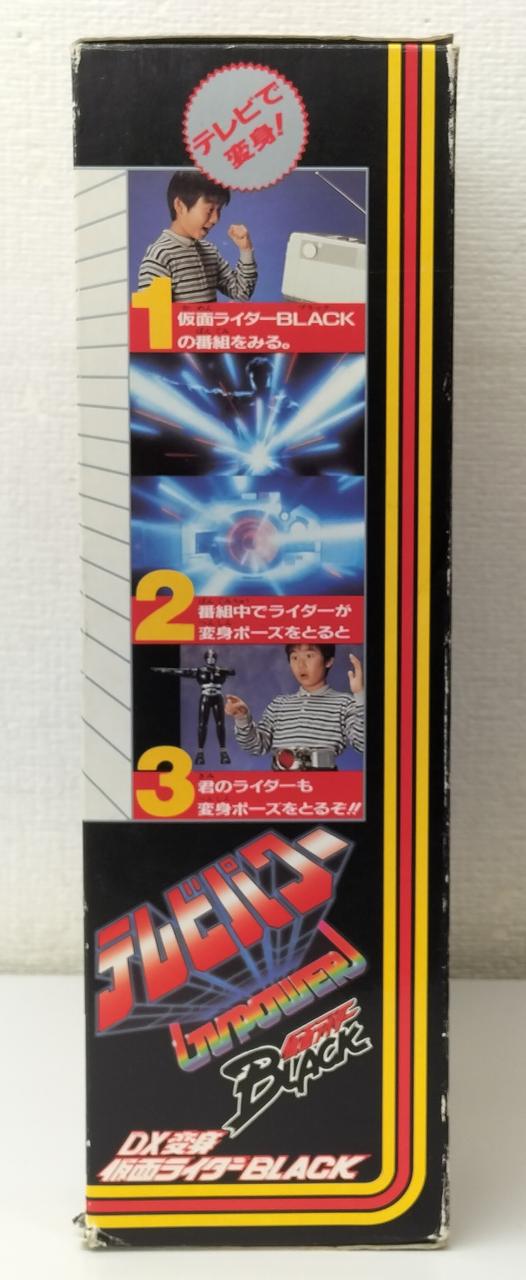 テレビで
変身!
1
仮面ライダーBLACK
の番組をみる。
2
番組中でライダーが
変身ポーズをとると
3
君のライダーも
変身ポーズをとるぞ!!
テレビパワー
TVPOWER
仮面ライダー
BLACK
DX変身
仮面ライダーBLACK